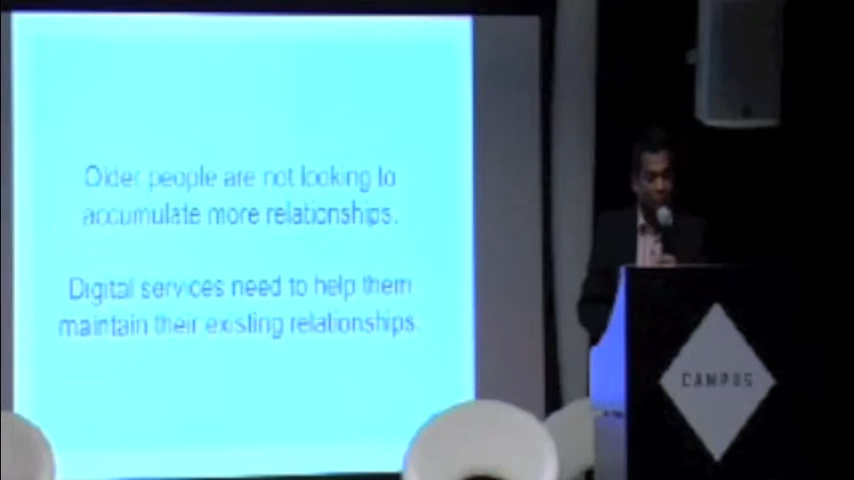 Older people are not looking to
accumulate more relationships.
Digital services need to help them
maintain their existing relationships.
CAMPUS